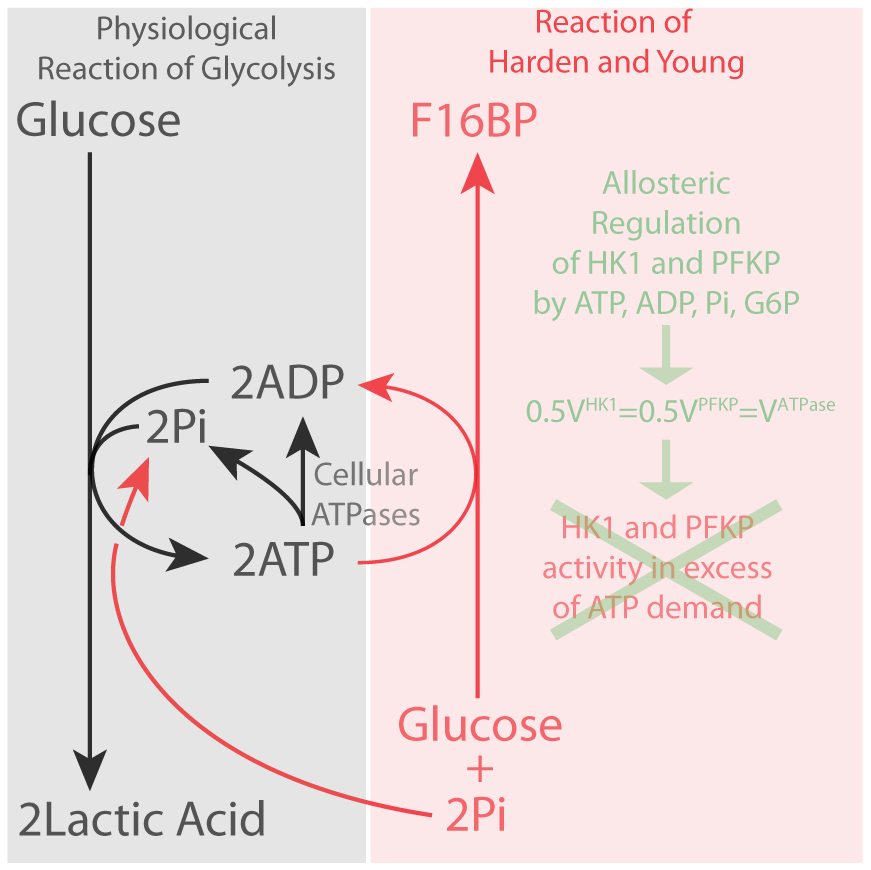 Physiological
Reaction of Glycolysis
Glucose
2ADP
2Pi
Cellular
ATPases
2ATP
2Lactic Acid
Reaction of
Harden and Young
F16BP
Allosteric
Regulation
of HK1 and PFKP
by ATP, ADP, Pi, G6P
0.5V^HK1=0.5V^PFKP=V^ATPase
HK1 and PFKP
activity in excess
of ATP demand
Glucose
+
2Pi